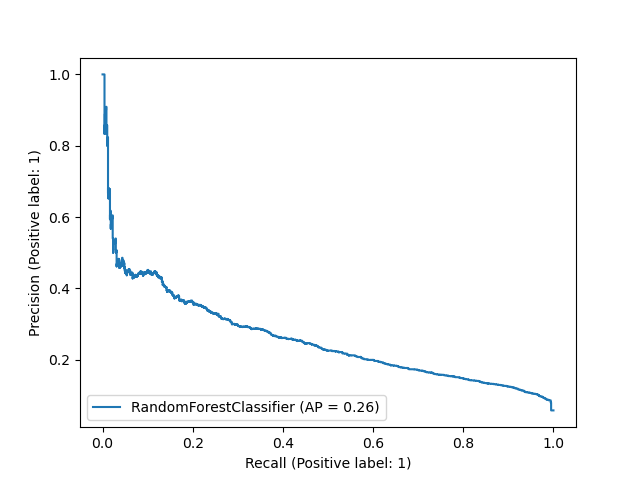 1.0
0.8
0.6
0.4
0.2
Precision (Positive label: 1)
RandomForestClassifier (AP = 0.26)
0.0 0.2 0.4 0.6 0.8 1.0
Recall (Positive label: 1)